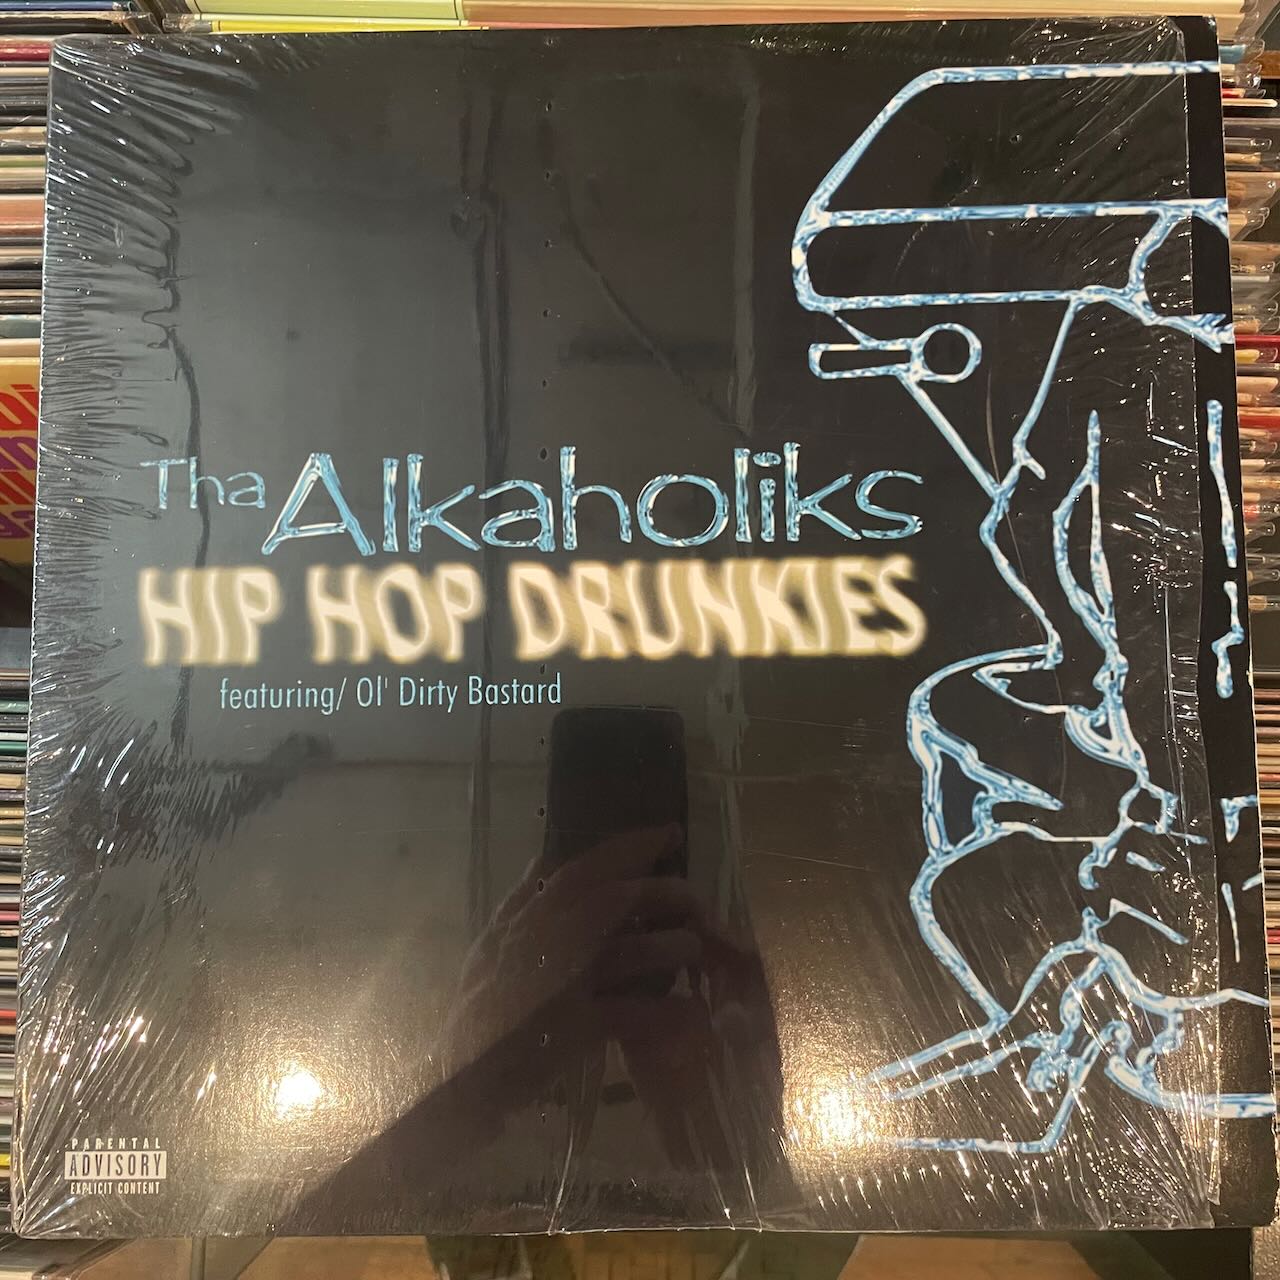 Tha Alkaholiks
HIP HOP DRUNKIES
featuring/ Ol' Dirty Bastard
PARENTAL
ADVISORY
EXPLICIT CONTENT